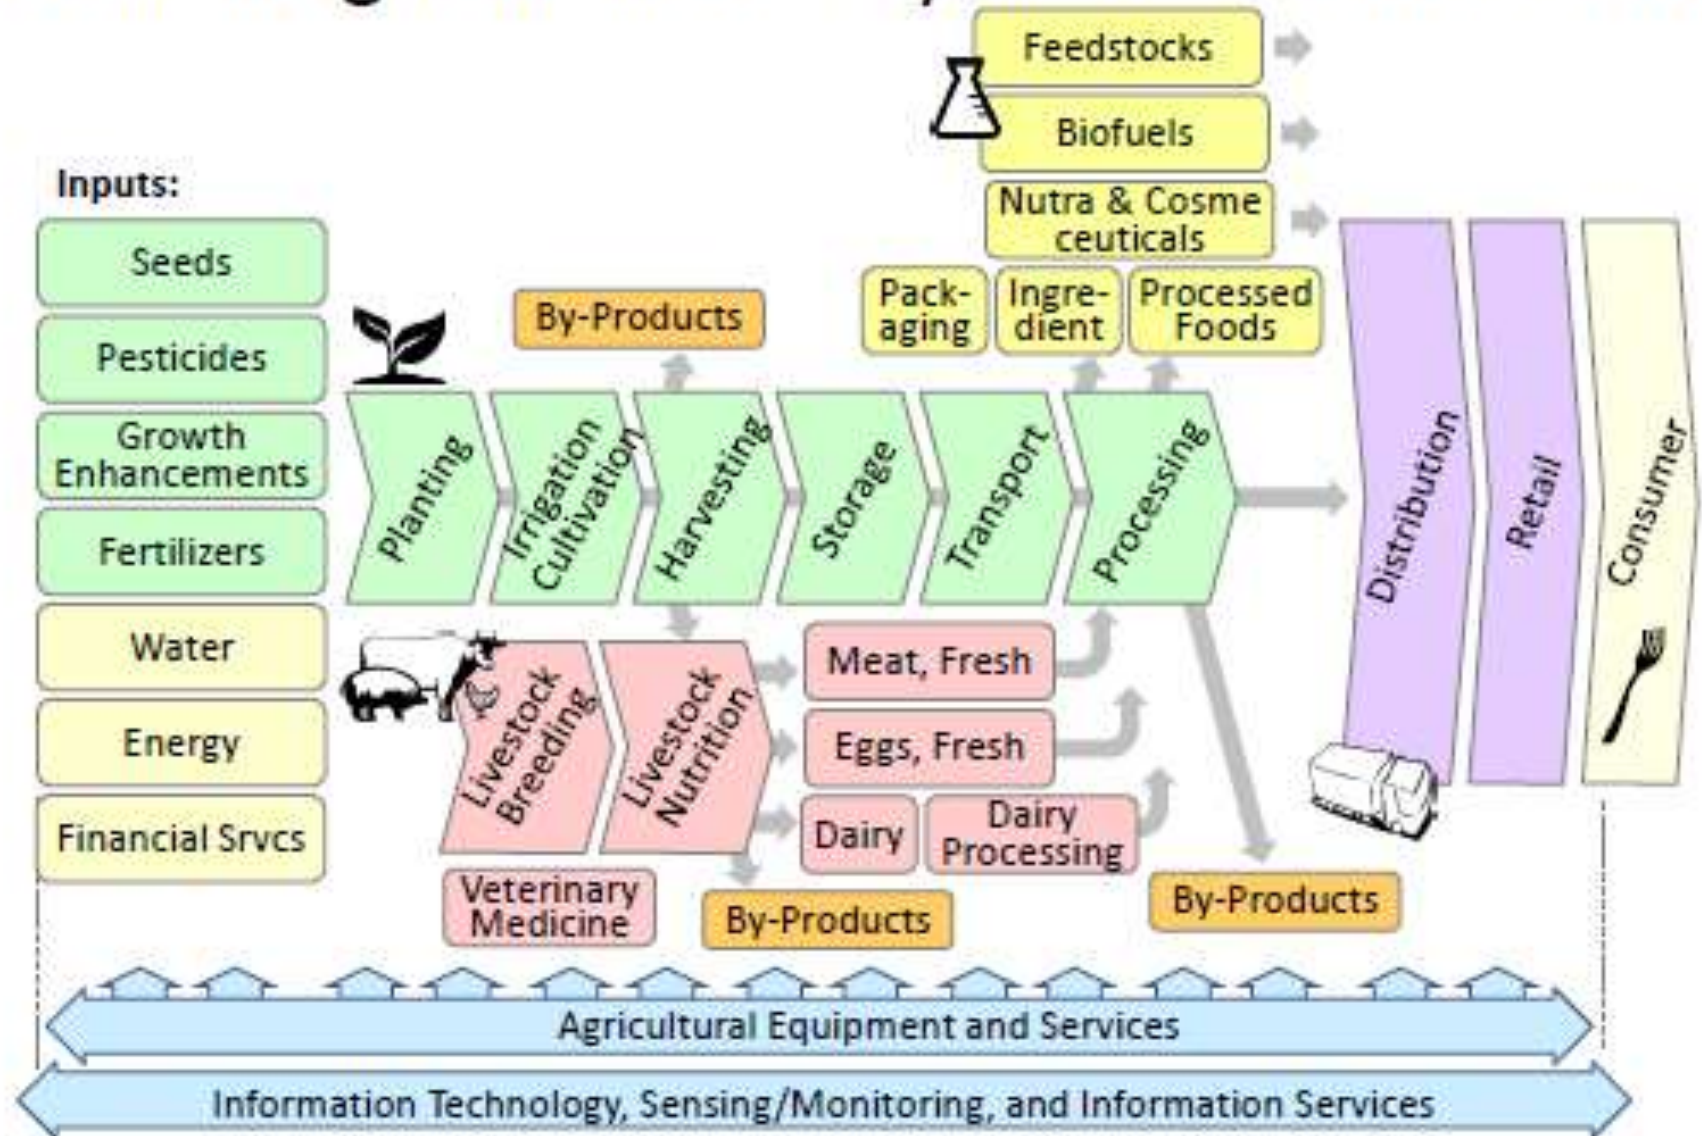 Feedstocks
Biofuels
Nutra & Cosme
ceuticals
Inputs:
Seeds
Pesticides
Growth
Enhancements
Fertilizers
Water
Energy
Financial Srvcs
By-Products
Pack-
aging
Ingre-
dient
Processed
Foods
Planting
Irrigation
Cultivation
Harvesting
Storage
Transport
Processing
Distribution
Retail
Consumer
Livestock
Breeding
Livestock
Nutrition
Meat, Fresh
Eggs, Fresh
Dairy
Dairy
Processing
Veterinary
Medicine
By-Products
By-Products
Agricultural Equipment and Services
Information Technology, Sensing/Monitoring, and Information Services